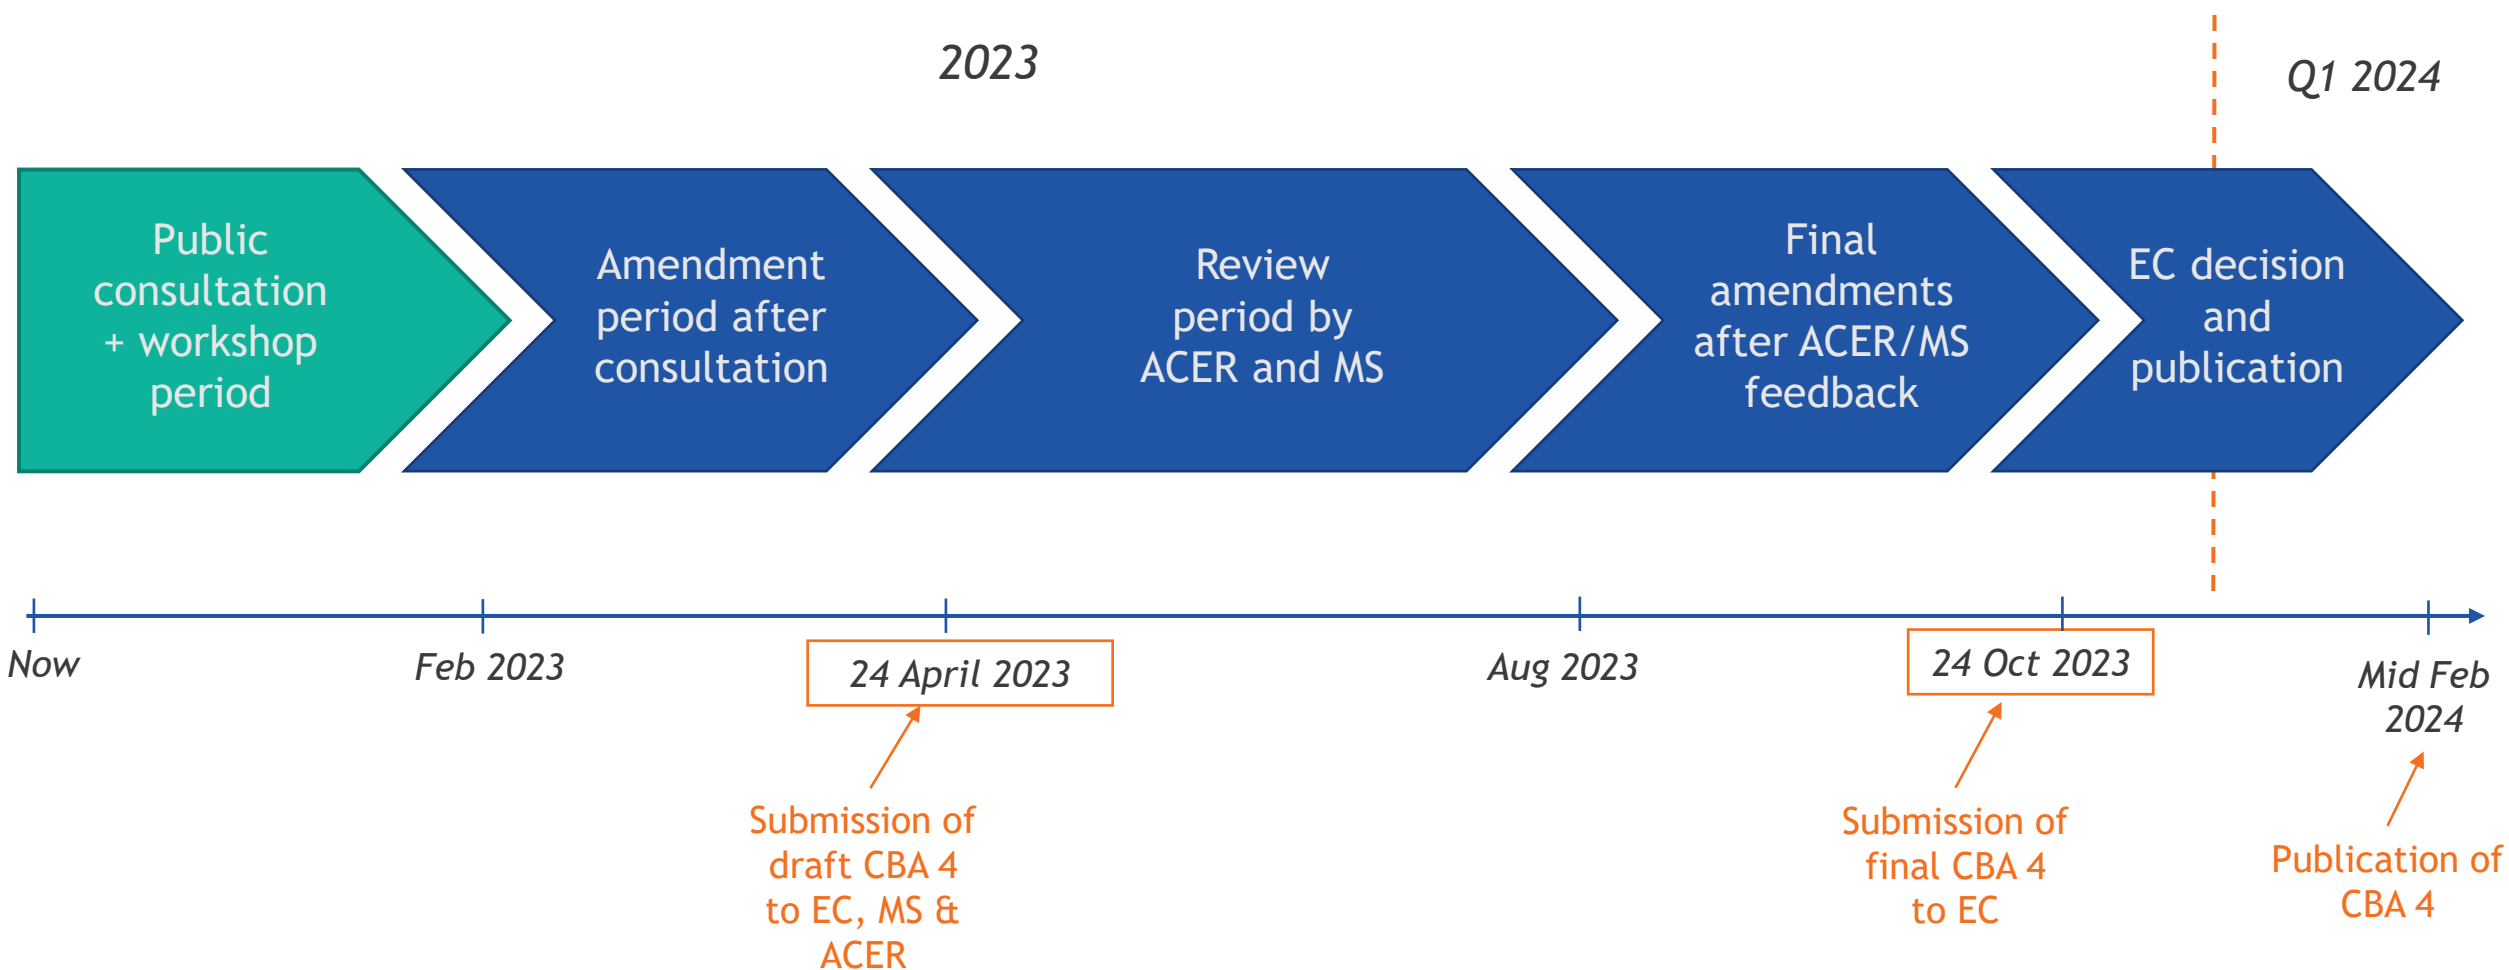 2023
Q1 2024
Public
consultation
+ workshop
period
Amendment
period after
consultation
Review
period by
ACER and MS
Final
amendments
after ACER/MS
feedback
EC decision
and
publication
Now
Feb 2023
24 April 2023
Aug 2023
24 Oct 2023
Mid Feb
2024
Submission of
draft CBA 4
to EC, MS &
ACER
Submission of
final CBA 4
to EC
Publication of
CBA 4